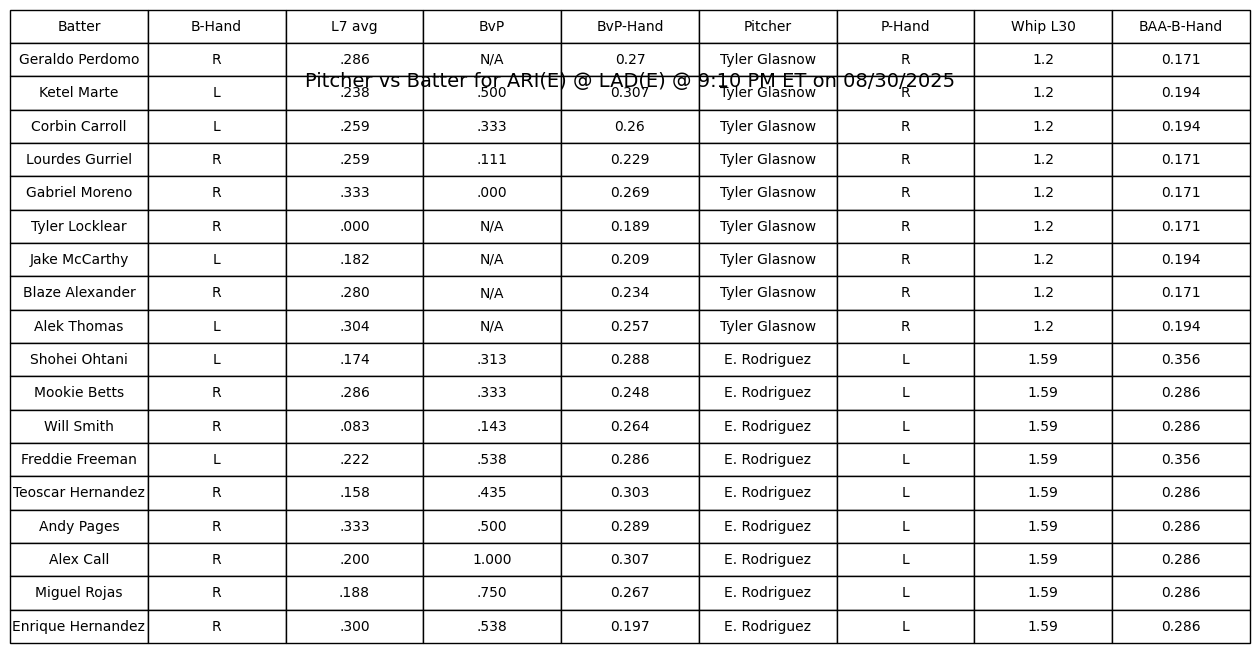 Batter B-Hand L7 avg BvP BvP-Hand Pitcher P-Hand Whip L30 BAA-B-Hand
Geraldo Perdomo R .286 N/A 0.27 Tyler Glasnow R 1.2 0.171
Pitcher vs Batter for ARI(E) @ LAD(E) @ 9:10 PM ET on 08/30/2025
Ketel Marte L .238 .500 0.307 Tyler Glasnow R 1.2 0.194
Corbin Carroll L .259 .333 0.26 Tyler Glasnow R 1.2 0.194
Lourdes Gurriel R .259 .111 0.229 Tyler Glasnow R 1.2 0.171
Gabriel Moreno R .333 .000 0.269 Tyler Glasnow R 1.2 0.171
Tyler Locklear R .000 N/A 0.189 Tyler Glasnow R 1.2 0.171
Jake McCarthy L .182 N/A 0.209 Tyler Glasnow R 1.2 0.194
Blaze Alexander R .280 N/A 0.234 Tyler Glasnow R 1.2 0.171
Alek Thomas L .304 N/A 0.257 Tyler Glasnow R 1.2 0.194
Shohei Ohtani L .174 .313 0.288 E. Rodriguez L 1.59 0.356
Mookie Betts R .286 .333 0.248 E. Rodriguez L 1.59 0.286
Will Smith R .083 .143 0.264 E. Rodriguez L 1.59 0.286
Freddie Freeman L .222 .538 0.286 E. Rodriguez L 1.59 0.356
Teoscar Hernandez R .158 .435 0.303 E. Rodriguez L 1.59 0.286
Andy Pages R .333 .500 0.289 E. Rodriguez L 1.59 0.286
Alex Call R .200 1.000 0.307 E. Rodriguez L 1.59 0.286
Miguel Rojas R .188 .750 0.267 E. Rodriguez L 1.59 0.286
Enrique Hernandez R .300 .538 0.197 E. Rodriguez L 1.59 0.286